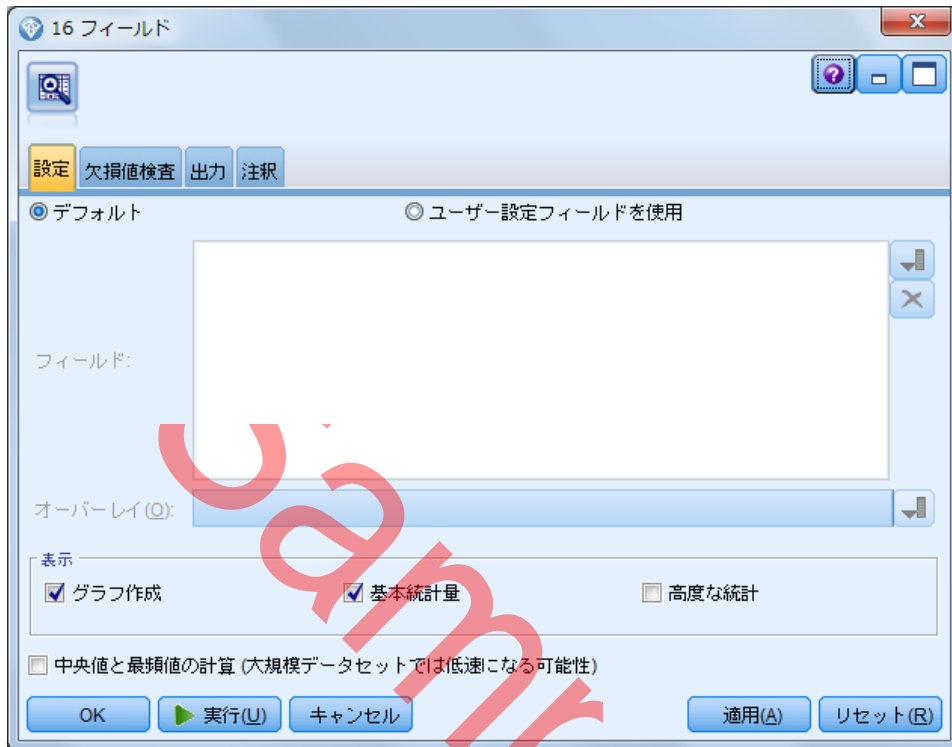 16 フィールド
設定 欠損値検査 出力 注釈
デフォルト ユーザー設定フィールドを使用
フィールド:
オーバーレイ(O):
表示
グラフ作成 基本統計量 高度な統計
中央値と最頻値の計算 (大規模データセットでは低速になる可能性)
OK 実行(U) キャンセル 適用(A) リセット(R)